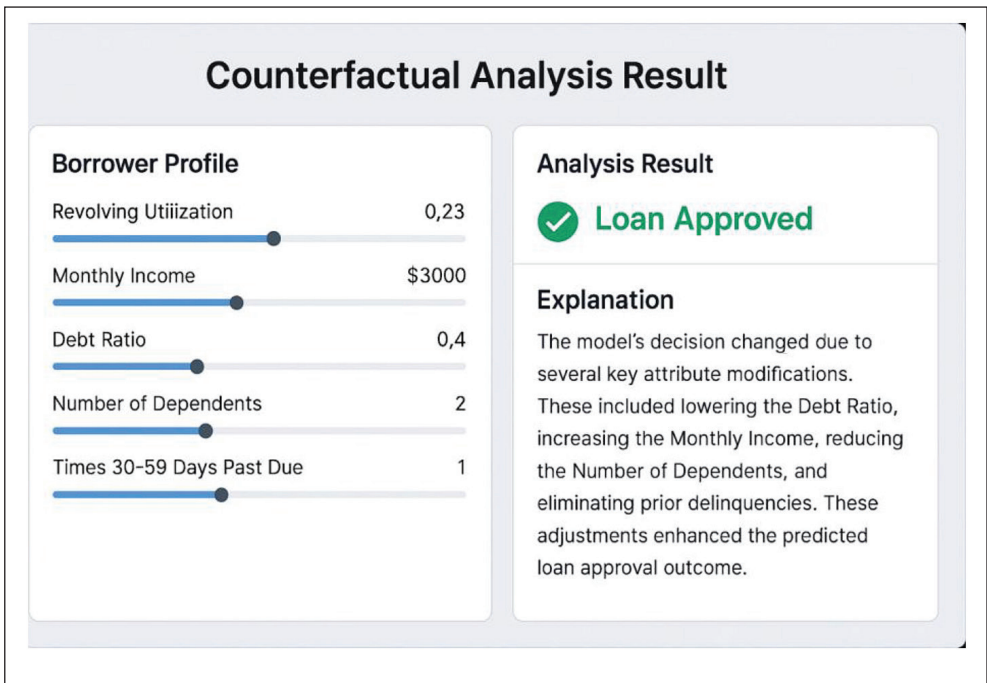 Counterfactual Analysis Result
Borrower Profile
Revolving Utiiization 0,23
Monthly Income $3000
Debt Ratio 0,4
Number of Dependents 2
Times 30-59 Days Past Due 1
Analysis Result
Loan Approved
Explanation
The model's decision changed due to
several key attribute modifications.
These included lowering the Debt Ratio,
increasing the Monthly Income, reducing
the Number of Dependents, and
eliminating prior delinquencies. These
adjustments enhanced the predicted
loan approval outcome.